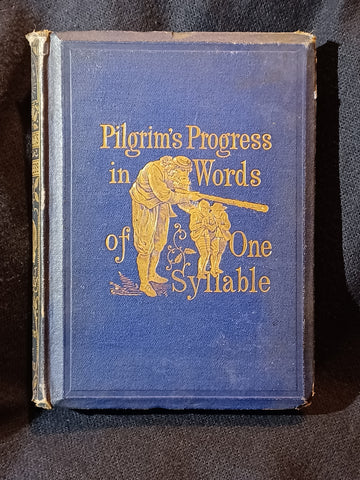 Pilgrim's Progress
in Words
of One
Syllable